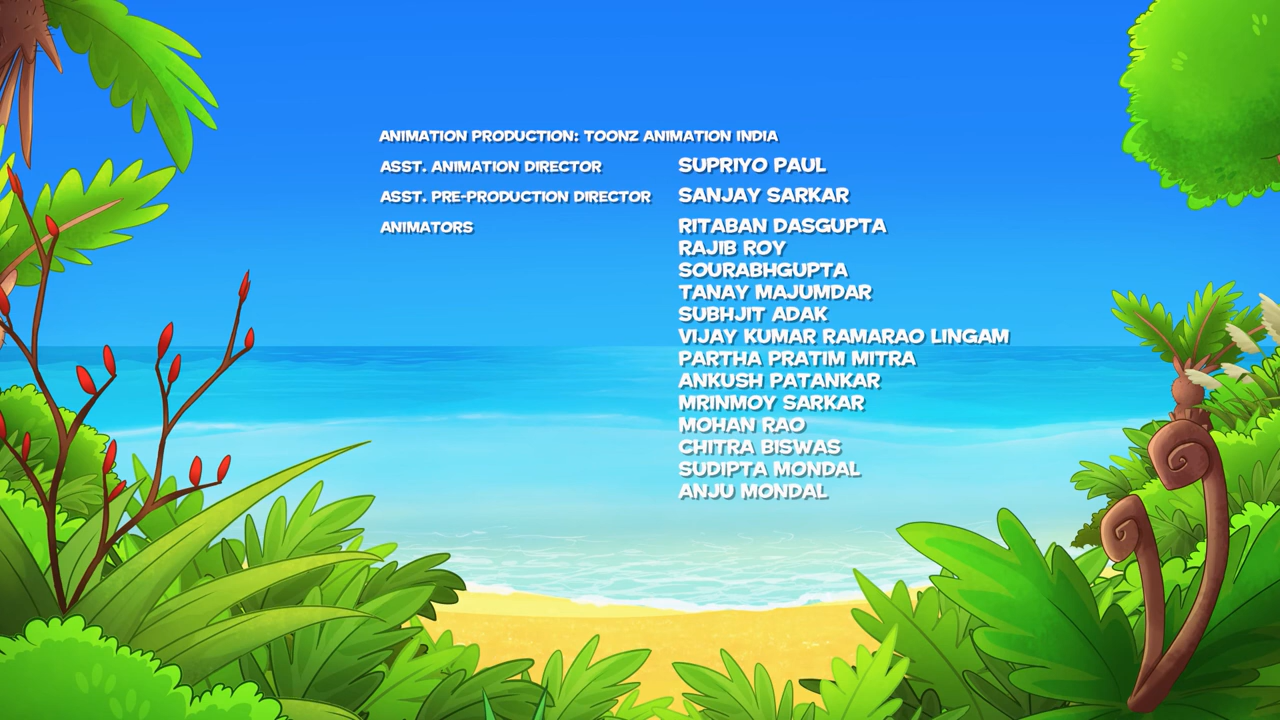 ANIMATION PRODUCTION: TOONZ ANIMATION INDIA
ASST. ANIMATION DIRECTOR SUPRIYO PAUL
ASST. PRE-PRODUCTION DIRECTOR SANJAY SARKAR
ANIMATORS RITABAN DASGUPTA
RAJIB ROY
SOURABHGUPTA
TANAY MAJUMDAR
SUBHJIT ADAK
VIJAY KUMAR RAMARAO LINGAM
PARTHA PRATIM MITRA
ANKUSH PATANKAR
MRINMOY SARKAR
MOHAN RAO
CHITRA BISWAS
SUDIPTA MONDAL
ANJU MONDAL